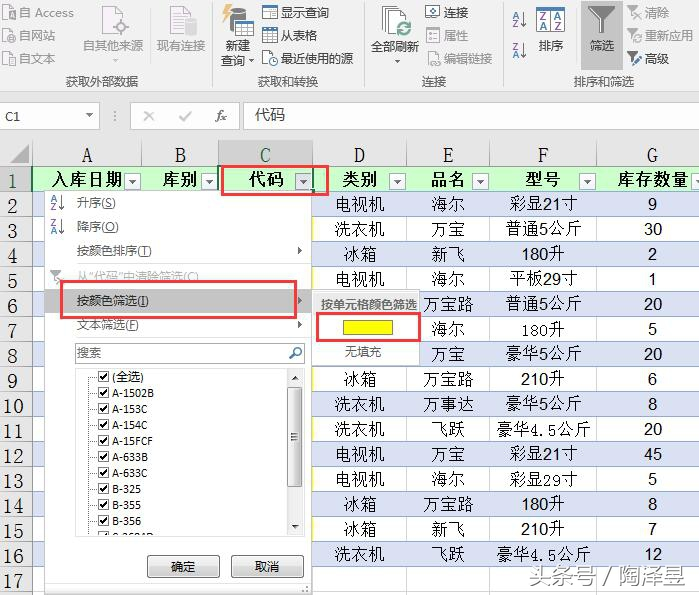 自 Access
自网站
自文本
自其他来源
现有连接
新建
查询
显示查询
从表格
最近使用的源
全部刷新
连接
属性
编辑链接
排序
筛选
清除
重新应用
高级
获取外部数据
获取和转换
连接
排序和筛选
C1
fx
代码
A B C D E F G
1 入库日期 库别 代码 类别 品名 型号 库存数量
2 电视机 海尔 彩显21寸 9
3 洗衣机 万宝 普通5公斤 30
4 冰箱 新飞 180升 2
5 电视机 海尔 平板29寸 1
6 万宝路 普通5公斤 20
7 海尔 180升 5
8 万宝 豪华5公斤 20
9 冰箱 万宝路 210升 6
10 洗衣机 万事达 豪华5公斤 8
11 洗衣机 飞跃 豪华4.5公斤 20
12 电视机 万宝 彩显21寸 45
13 电视机 海尔 彩显29寸 5
14 冰箱 万宝路 180升 8
15 冰箱 新飞 210升 7
16 洗衣机 飞跃 豪华4.5公斤 12
17
升序(S)
降序(O)
按颜色排序(T)
从"代码"中清除筛选(C)
按颜色筛选(I)
文本筛选(F)
按单元格颜色筛选
无填充
搜索
(全选)
A-1502B
A-153C
A-154C
A-15FCF
A-633B
A-633C
B-325
B-355
B-356
确定
取消
头条号 / 陶泽昱